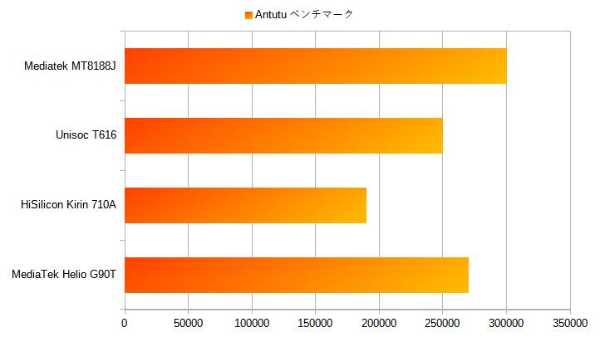 Antutu ベンチマーク
Mediatek MT8188J
Unisoc T616
HiSilicon Kirin 710A
MediaTek Helio G90T
0 50000 100000 150000 200000 250000 300000 350000